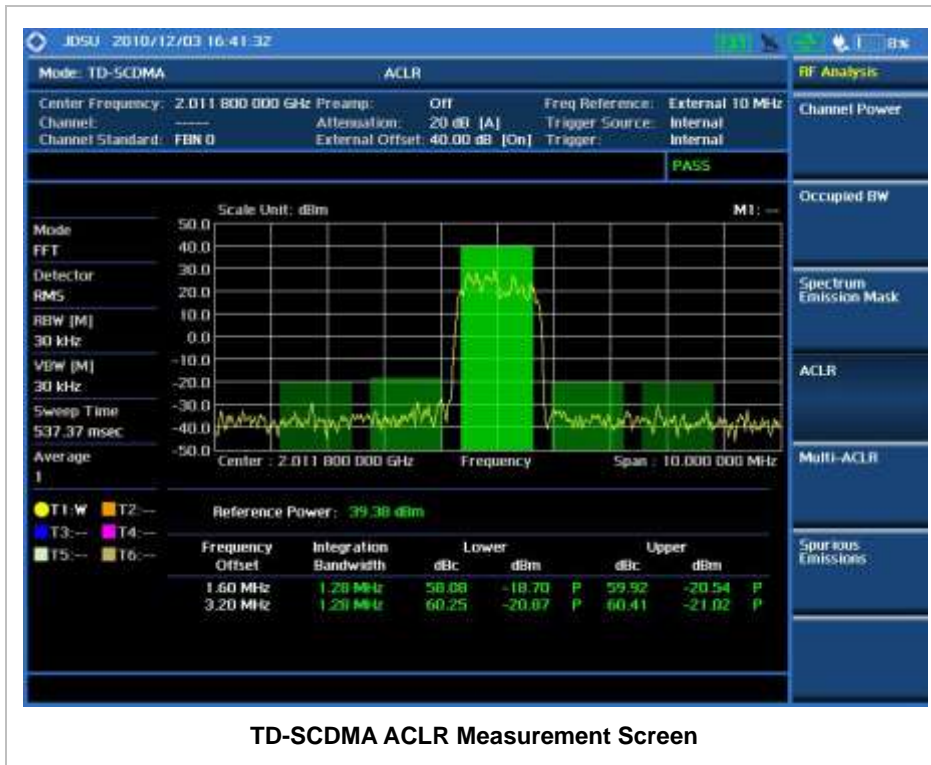 JDSU 2010/12/03 16:41:32
8%
Mode: TD-SCDMA ACLR
RF Analysis
Center Frequency: 2.011 800 000 GHz Preamp: Off Freq Reference: External 10 MHz
Channel: ------ Attenuation: 20 dB [A] Trigger Source: Internal
Channel Standard: FBN 0 External Offset: 40.00 dB [On] Trigger: Internal
PASS
Channel Power
Occupied BW
Spectrum
Emission Mask
ACLR
Multi-ACLR
Spurious
Emissions
Scale Unit: dBm M1: --
Mode
FFT
Detector
RMS
RBW [M]
30 kHz
VBW [M]
30 kHz
Sweep Time
537.37 msec
Average
1
50.0
40.0
30.0
20.0
10.0
0.0
-10.0
-20.0
-30.0
-40.0
-50.0
Center : 2.011 800 000 GHz Frequency Span : 10.000 000 MHz
T1:W T2:--
T3:-- T4:--
T5:-- T6:--
Reference Power: 39.38 dBm
Frequency Integration Lower Upper
Offset Bandwidth dBc dBm dBc dBm
1.60 MHz 1.28 MHz 58.08 -18.70 P 59.92 -20.54 P
3.20 MHz 1.28 MHz 60.25 -20.87 P 60.41 -21.02 P
TD-SCDMA ACLR Measurement Screen